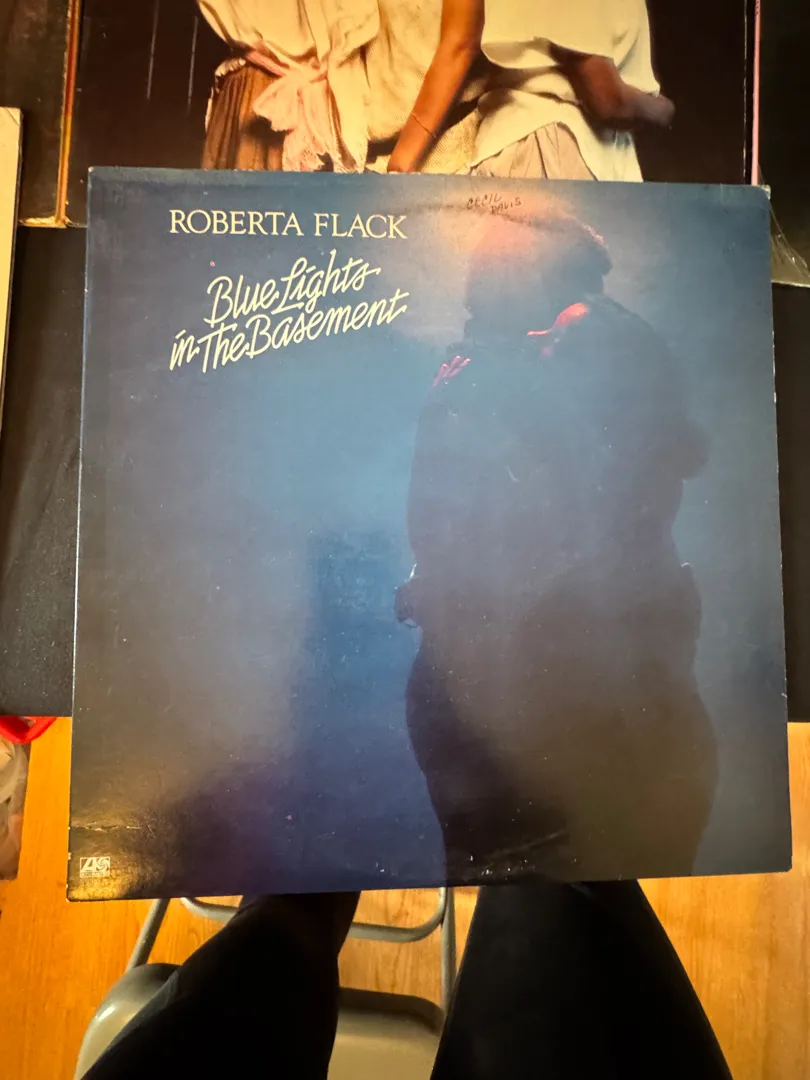 ROBERTA FLACK
Blue Lights
in The Basement
CECIL
DAVIS